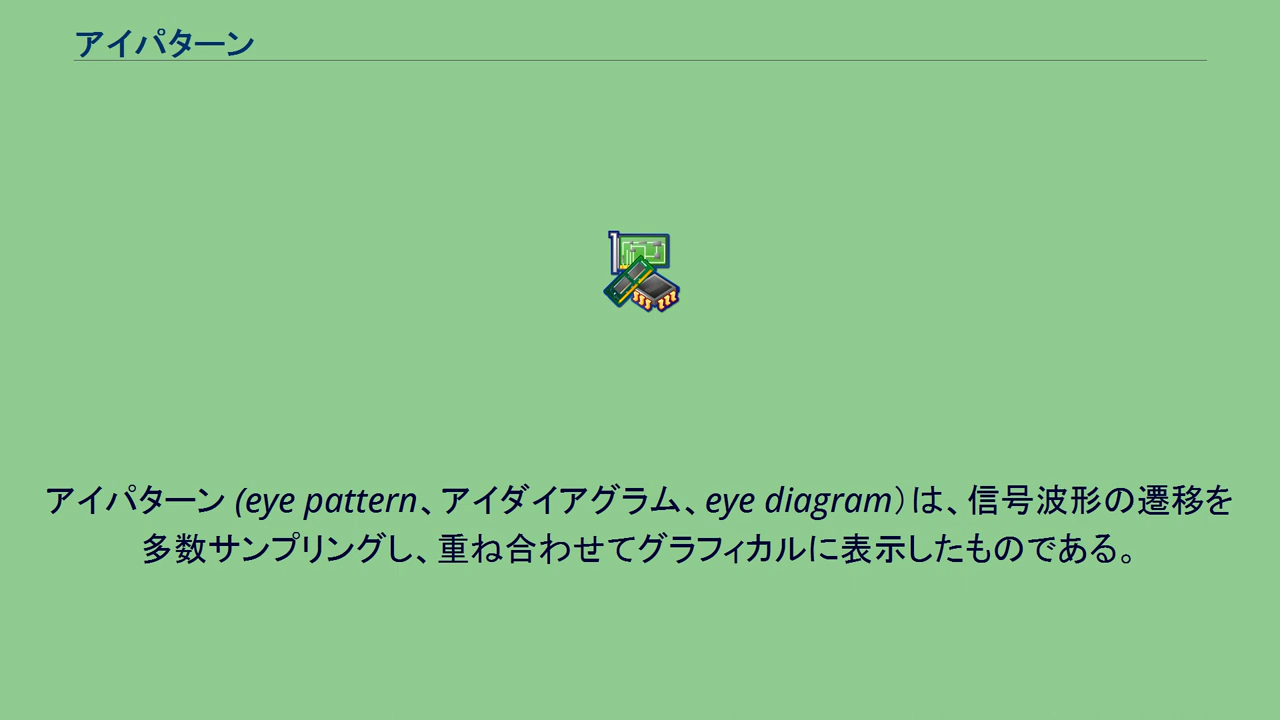 アイパターン
アイパターン (eye pattern、アイダイアグラム、eye diagram）は、信号波形の遷移を
多数サンプリングし、重ね合わせてグラフィカルに表示したものである。